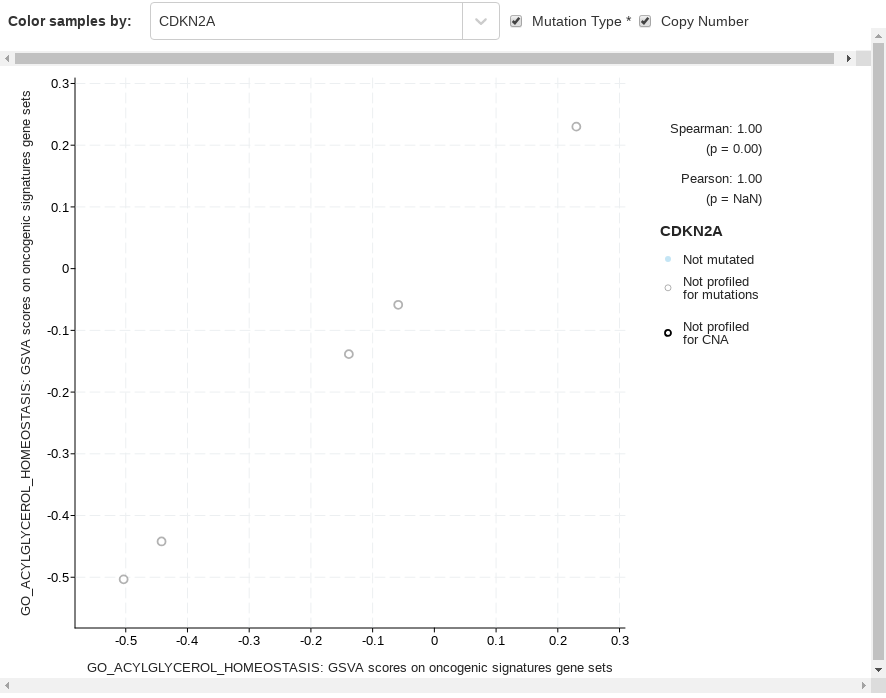 Color samples by:
CDKN2A
Mutation Type *
Copy Number
GO_ACYLGLYCEROL_HOMEOSTASIS: GSVA scores on oncogenic signatures gene sets
0.3
0.2
0.1
0
-0.1
-0.2
-0.3
-0.4
-0.5
-0.5
-0.4
-0.3
-0.2
-0.1
0
0.1
0.2
0.3
GO_ACYLGLYCEROL_HOMEOSTASIS: GSVA scores on oncogenic signatures gene sets
Spearman: 1.00
(p = 0.00)
Pearson: 1.00
(p = NaN)
CDKN2A
Not mutated
Not profiled
for mutations
Not profiled
for CNA